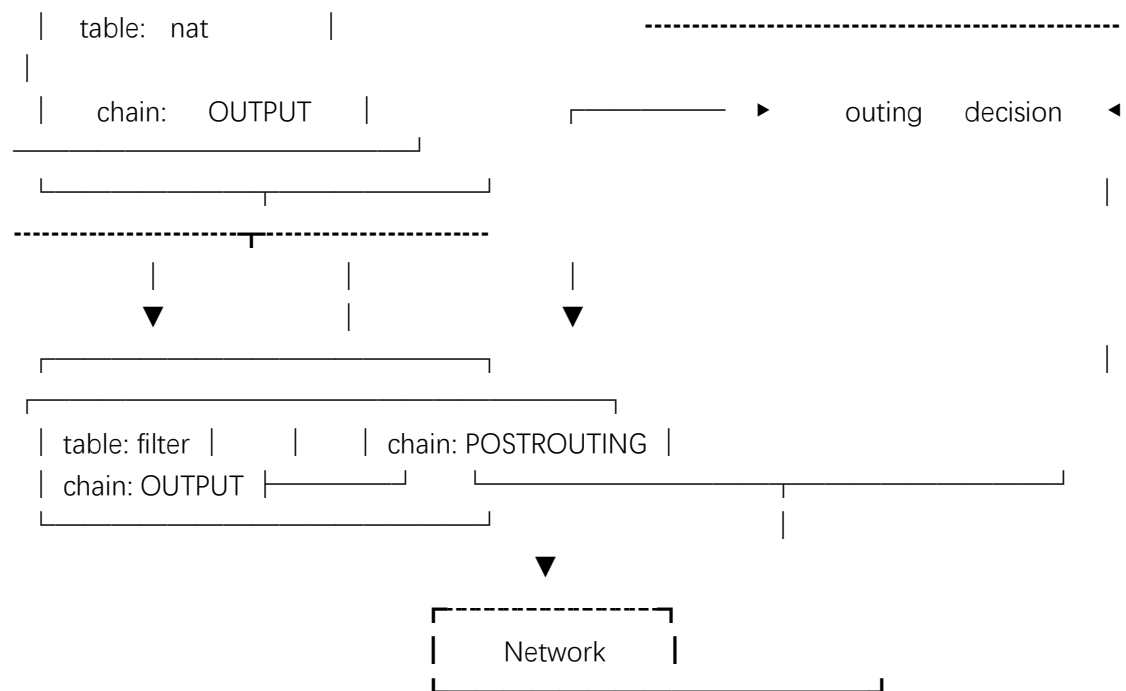 table: nat
chain: OUTPUT outing decision
table: filter chain: POSTROUTING
chain: OUTPUT
Network